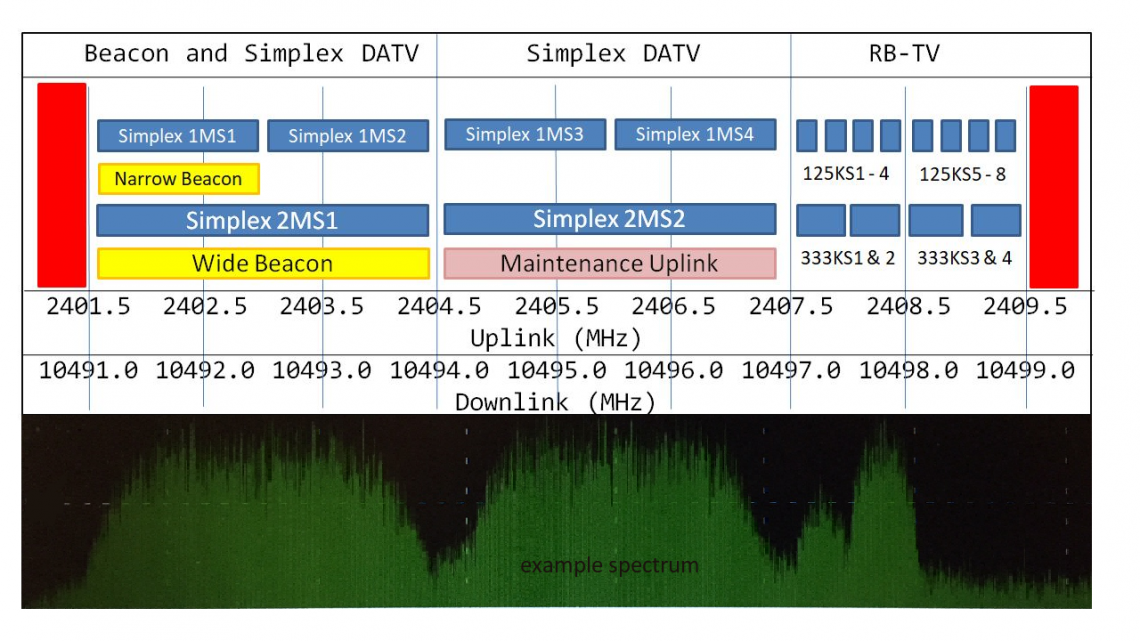 Beacon and Simplex DATV Simplex DATV RB-TV
Simplex 1MS1 Simplex 1MS2 Simplex 1MS3 Simplex 1MS4
Narrow Beacon 125KS1 - 4 125KS5 - 8
Simplex 2MS1 Simplex 2MS2
Wide Beacon Maintenance Uplink 333KS1 & 2 333KS3 & 4
2401.5 2402.5 2403.5 2404.5 2405.5 2406.5 2407.5 2408.5 2409.5
Uplink (MHz)
10491.0 10492.0 10493.0 10494.0 10495.0 10496.0 10497.0 10498.0 10499.0
Downlink (MHz)
example spectrum